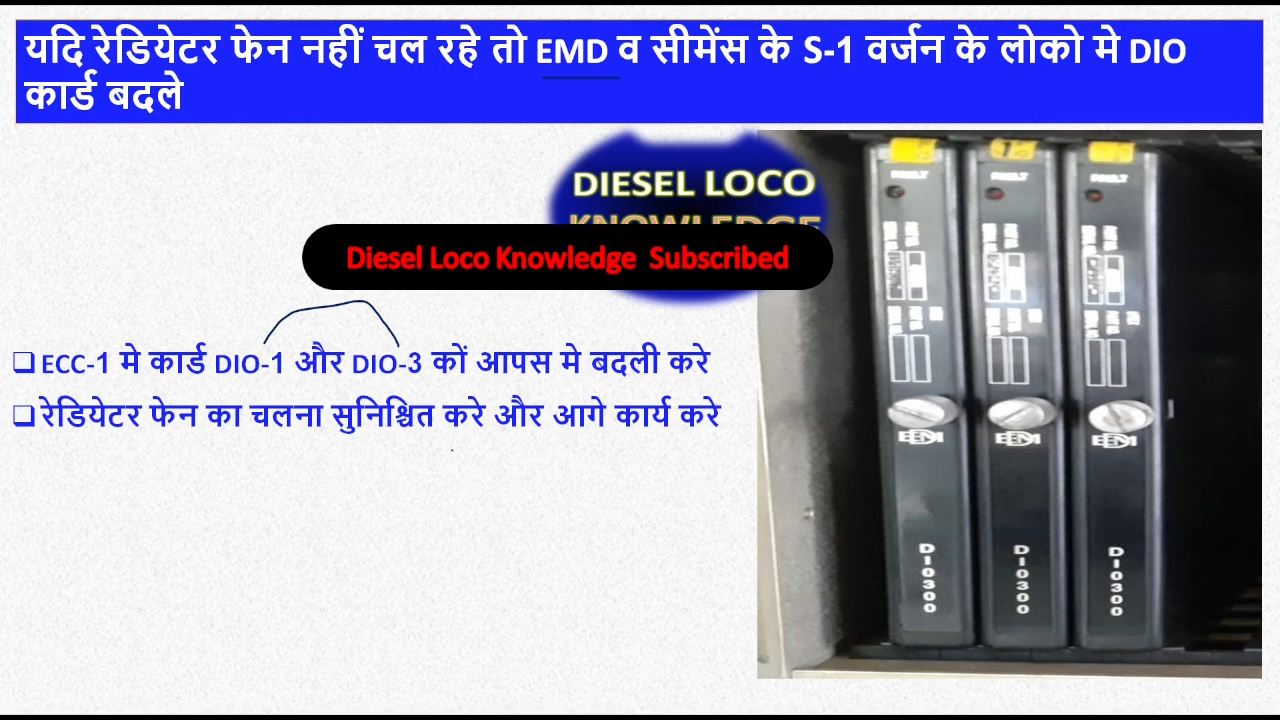 यदि रेडियेटर फेन नहीं चल रहे तो EMD व सीमेंस के S-1 वर्जन के लोको मे DIO
कार्ड बदले
DIESEL LOCO
KNOWLEDGE
Diesel Loco Knowledge Subscribed
❑ ECC-1 मे कार्ड DIO-1 और DIO-3 कों आपस मे बदली करे
❑ रेडियेटर फेन का चलना सुनिश्चित करे और आगे कार्य करे
FAULT
FAULT
FAULT
DIO300
DIO300
DIO300